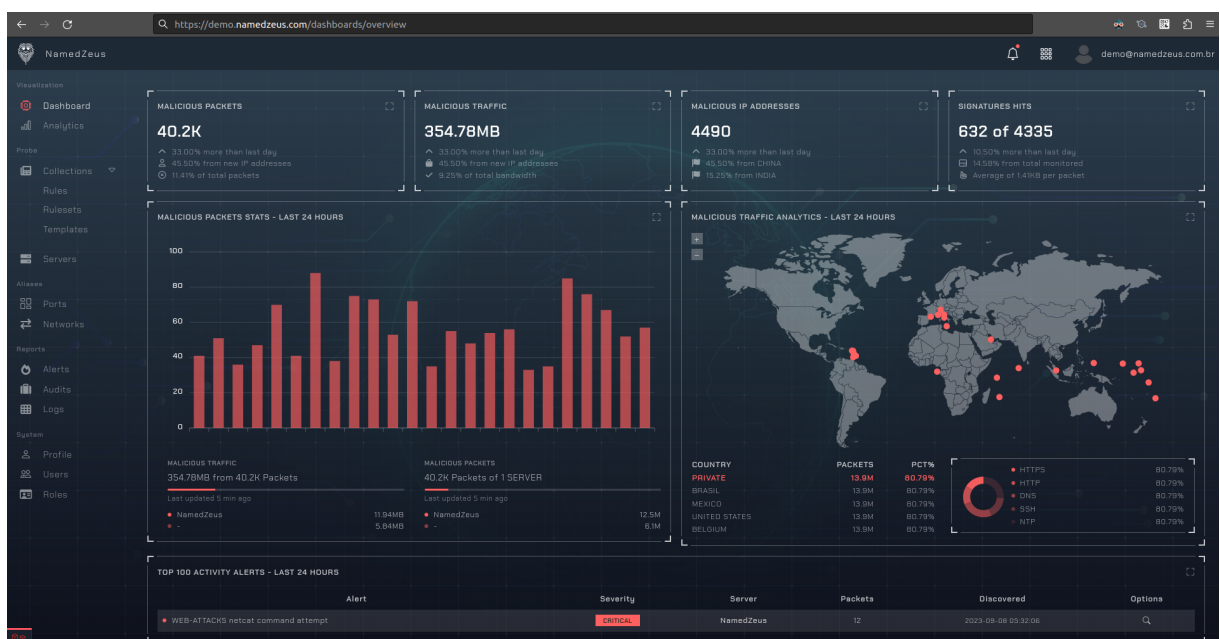 https://demo.namedzeus.com/dashboards/overview
NamedZeus
demo@namedzeus.com.br
Visualization
Dashboard
Analytics
Probe
Collections
Rules
Rulesets
Templates
Servers
Aliases
Ports
Networks
Reports
Alerts
Audits
Logs
System
Profile
Users
Roles
MALICIOUS PACKETS
40.2K
33.00% more than last day
45.50% from new IP addresses
11.41% of total packets
MALICIOUS TRAFFIC
354.78MB
33.00% more than last day
45.50% from new IP addresses
9.25% of total bandwidth
MALICIOUS IP ADDRESSES
4490
33.00% more than last day
45.50% from CHINA
15.25% from INDIA
SIGNATURES HITS
632 of 4335
10.50% more than last day
14.58% from total monitored
Average of 1.41KB per packet
MALICIOUS PACKETS STATS - LAST 24 HOURS
100
80
60
40
20
0
MALICIOUS TRAFFIC
354.78MB from 40.2K Packets
Last updated 5 min ago
NamedZeus 11.94MB
- 5.64MB
MALICIOUS PACKETS
40.2K Packets of 1 SERVER
Last updated 5 min ago
NamedZeus 12.5M
- 6.1M
MALICIOUS TRAFFIC ANALYTICS - LAST 24 HOURS
+
−
COUNTRY PACKETS PCT%
PRIVATE 13.9M 80.79%
BRASIL 13.9M 80.79%
MEXICO 13.9M 80.79%
UNITED STATES 13.9M 80.79%
BELGIUM 13.9M 80.79%
HTTPS 80.79%
HTTP 80.79%
DNS 80.79%
SSH 80.79%
NTP 80.79%
TOP 100 ACTIVITY ALERTS - LAST 24 HOURS
Alert Severity Server Packets Discovered Options
WEB-ATTACKS netcat command attempt CRITICAL NamedZeus 12 2023-09-08 05:32:06